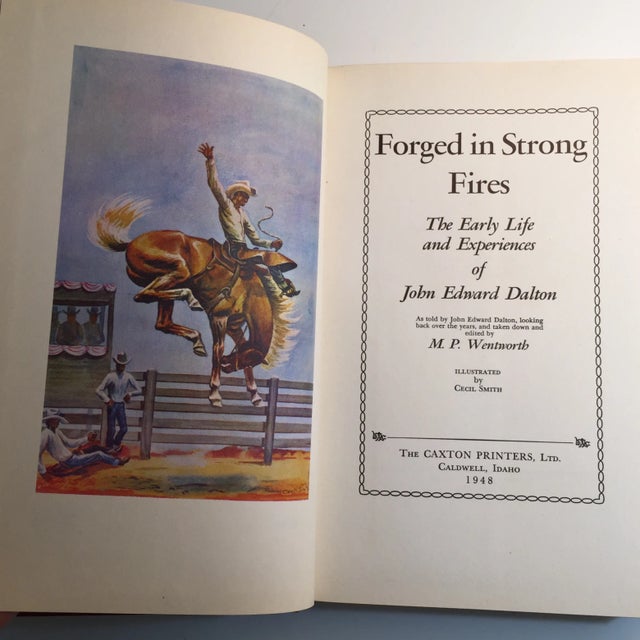 Forged in Strong
Fires
The Early Life
and Experiences
of
John Edward Dalton
As told by John Edward Dalton, looking
back over the years, and taken down and
edited by
M. P. Wentworth
ILLUSTRATED
by
CECIL SMITH
THE CAXTON PRINTERS, LTD.
CALDWELL, IDAHO
1948